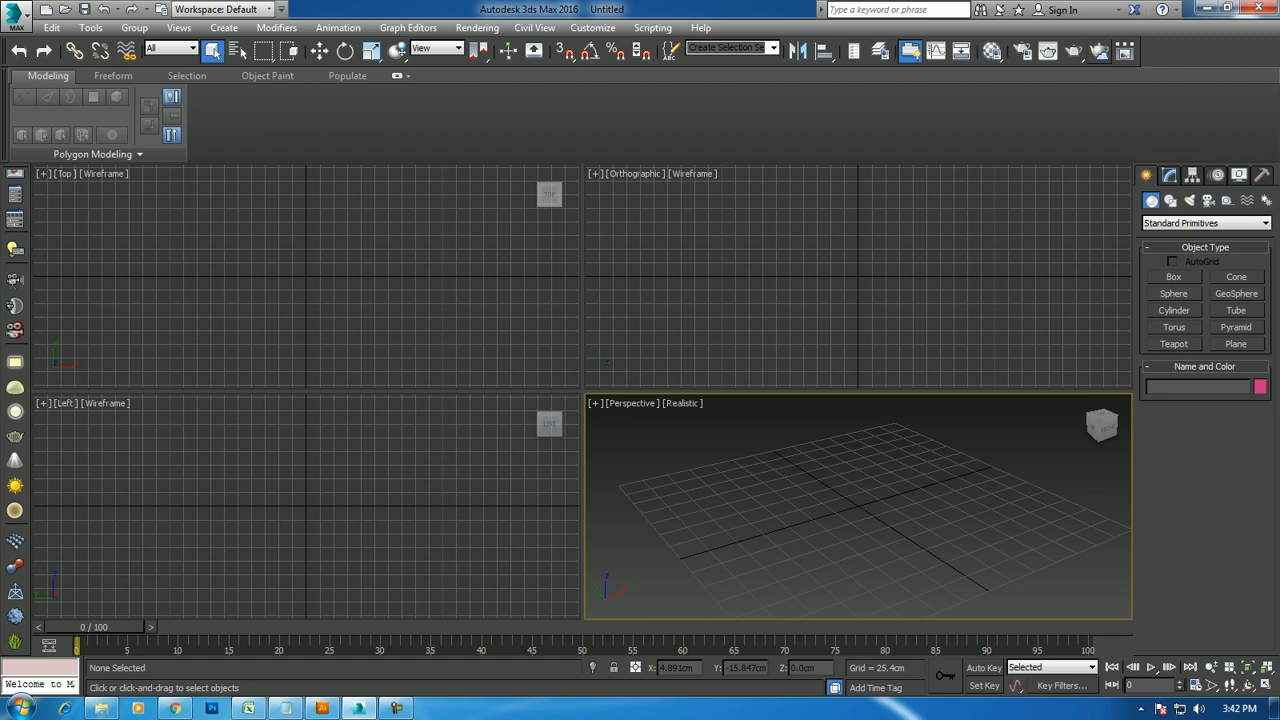 Workspace: Default
Autodesk 3ds Max 2016 Untitled
Type a keyword or phrase
Sign In
MAX
Edit Tools Group Views Create Modifiers Animation Graph Editors Rendering Civil View Customize Scripting Help
All
View
Create Selection Se
Modeling Freeform Selection Object Paint Populate
Polygon Modeling
[+] [Top] [Wireframe]
TOP
[+] [Orthographic] [Wireframe]
Standard Primitives
Object Type
AutoGrid
Box Cone
Sphere GeoSphere
Cylinder Tube
Torus Pyramid
Teapot Plane
Name and Color
[+] [Left] [Wireframe]
LEFT
[+] [Perspective] [Realistic]
0 / 100
0 5 10 15 20 25 30 35 40 45 50 55 60 65 70 75 80 85 90 95 100
None Selected
X: 4.891cm Y: -15.847cm Z: 0.0cm
Grid = 25.4cm
Auto Key
Selected
Welcome to M
Click or click-and-drag to select objects
Add Time Tag
Set Key
Key Filters...
0
3:42 PM